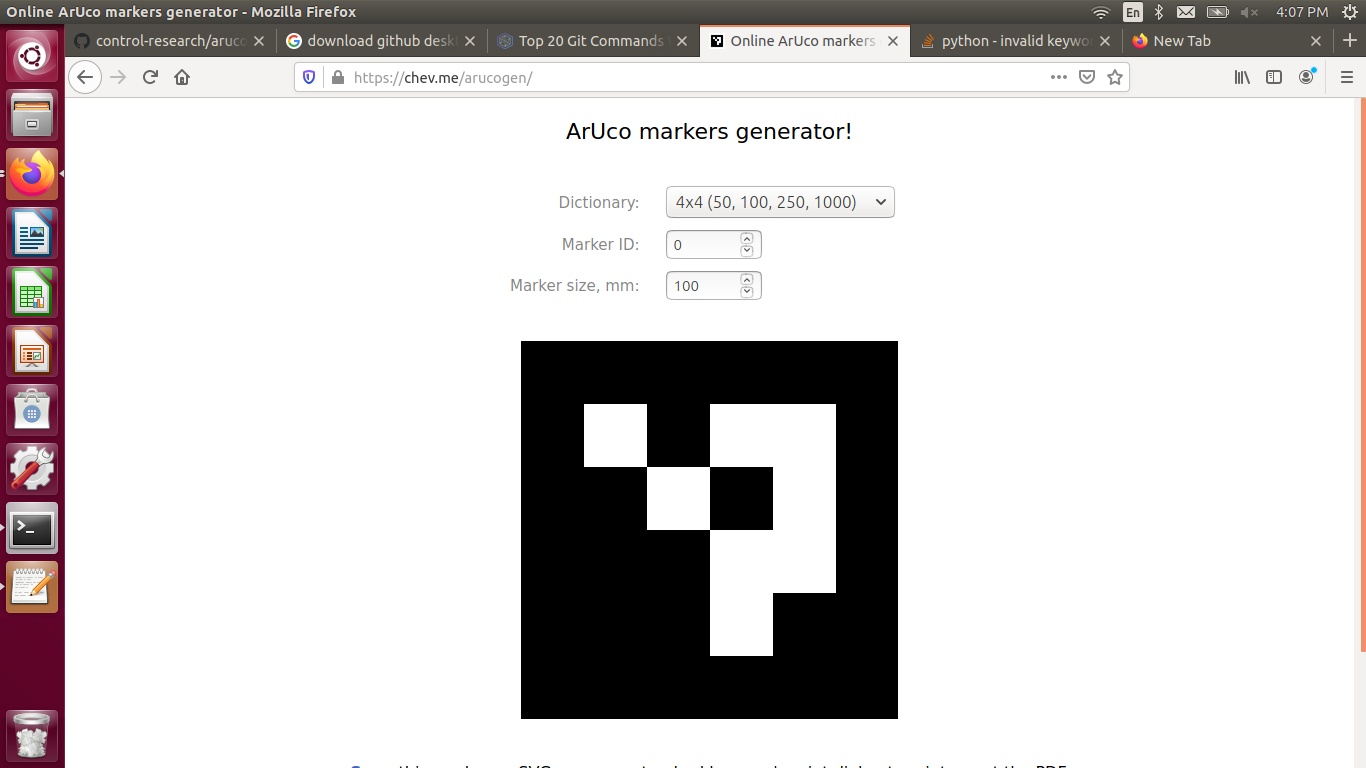 Online ArUco markers generator - Mozilla Firefox
En
4:07 PM
control-research/aruco
download github desk
Top 20 Git Commands
Online ArUco markers
python - invalid keywo
New Tab
https://chev.me/arucogen/
ArUco markers generator!
Dictionary: 4x4 (50, 100, 250, 1000)
Marker ID: 0
Marker size, mm: 100